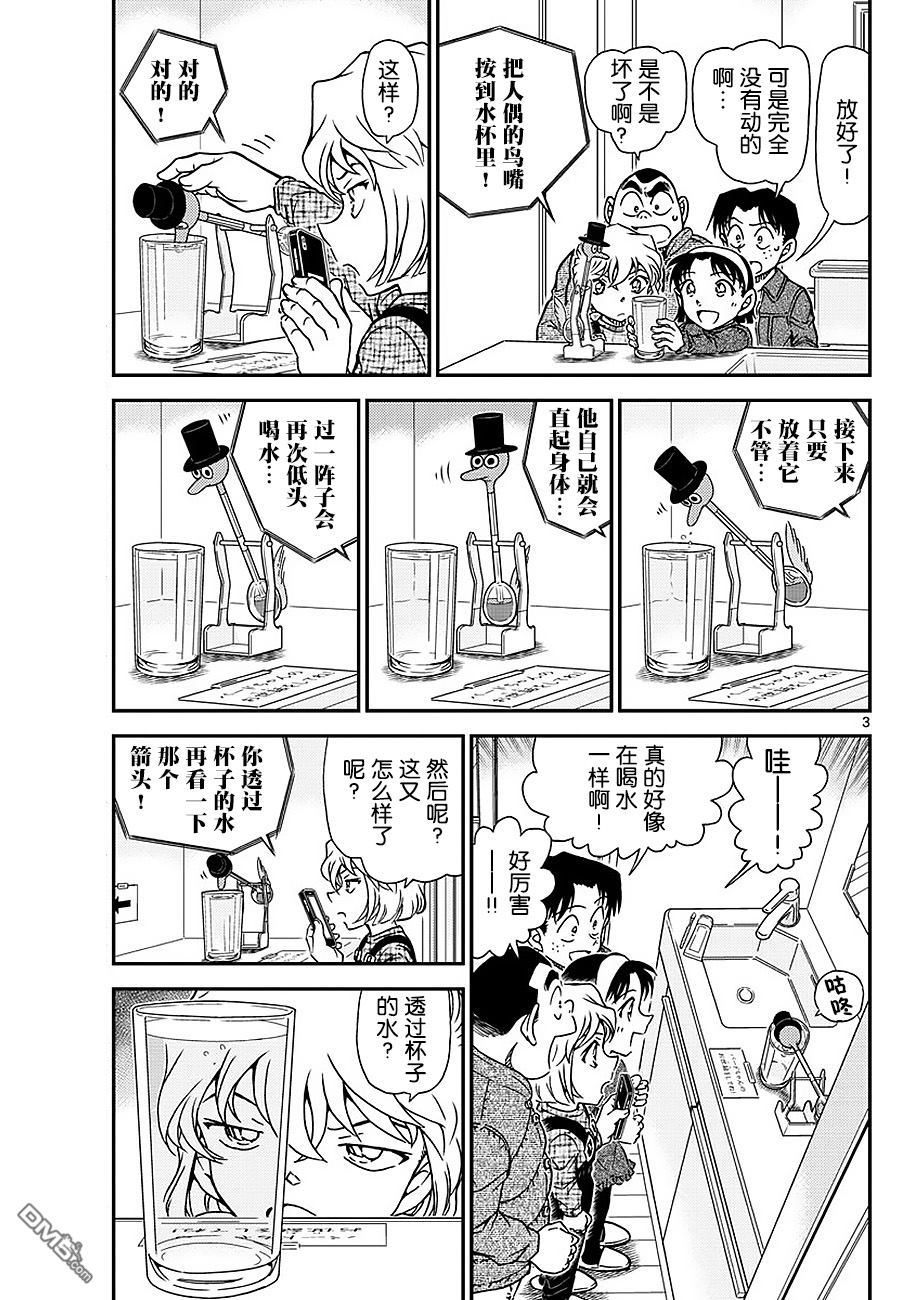 放好了！
可是完全
没有动的
啊…
是不是
坏了啊？
把人偶的鸟嘴
按到水杯里！
这样？
对的
对的！
接下来
只要
放着它
不管…
他自己就会
直起身体…
过一阵子会
再次低头
喝水…
3
哇——！
真的好像
在喝水
一样啊！
好厉害
——!!
咕咚
然后呢？
这又
怎么样了
呢？
你透过
杯子的水
再看一下
那个
箭头！
透过杯子
的水？
DM5